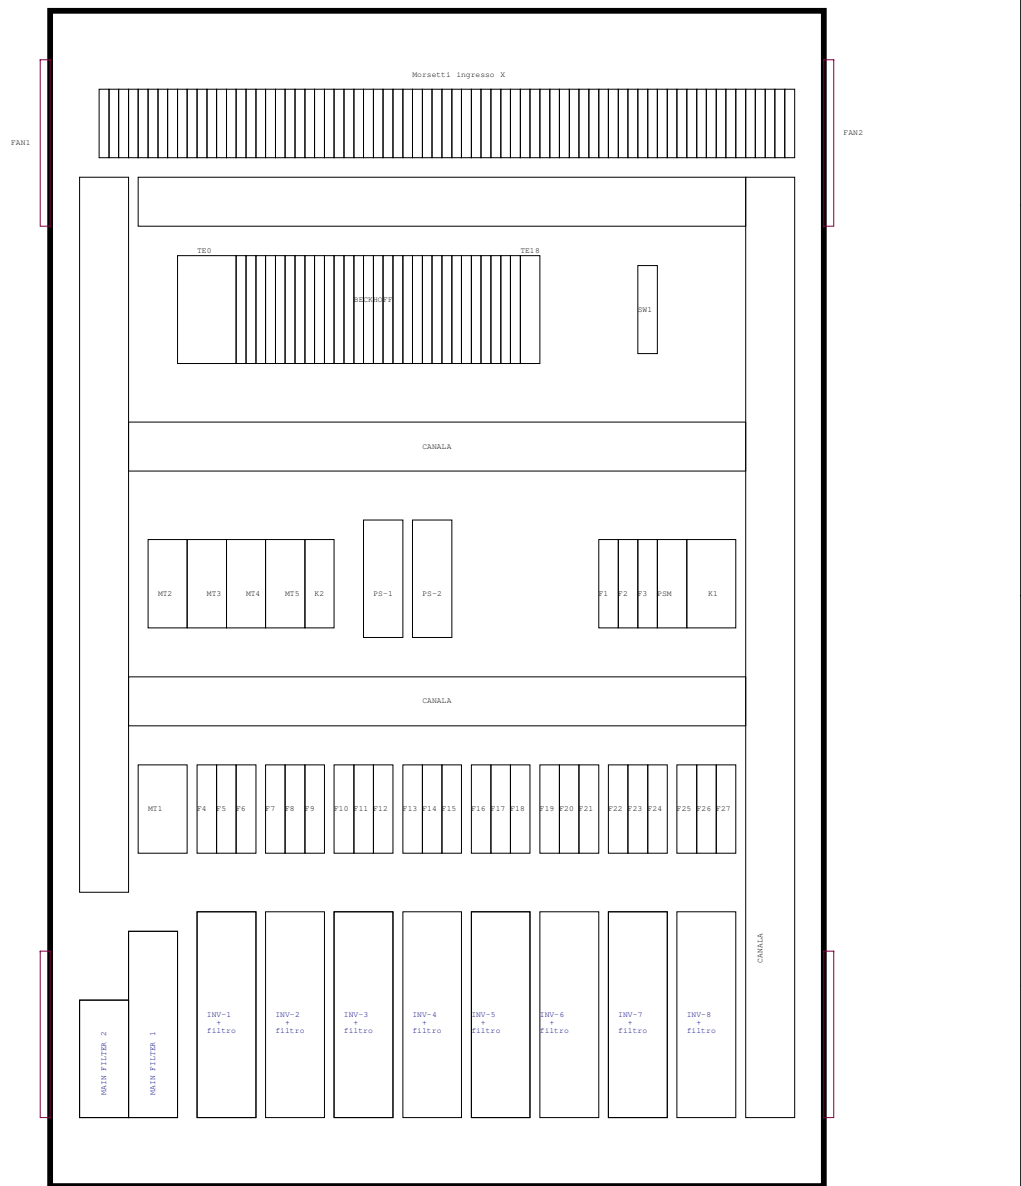 Morsetti ingresso X
FAN1
FAN2
TE0
TE18
BECKHOFF
SW1
CANALA
MT2 MT3 MT4 MT5 K2 PS-1 PS-2 F1 F2 F3 PSM K1
CANALA
MT1 F4 F5 F6 F7 F8 F9 F10 F11 F12 F13 F14 F15 F16 F17 F18 F19 F20 F21 F22 F23 F24 F25 F26 F27
CANALA
MAIN FILTER 2
MAIN FILTER 1
INV-1
+
filtro
INV-2
+
filtro
INV-3
+
filtro
INV-4
+
filtro
INV-5
+
filtro
INV-6
+
filtro
INV-7
+
filtro
INV-8
+
filtro